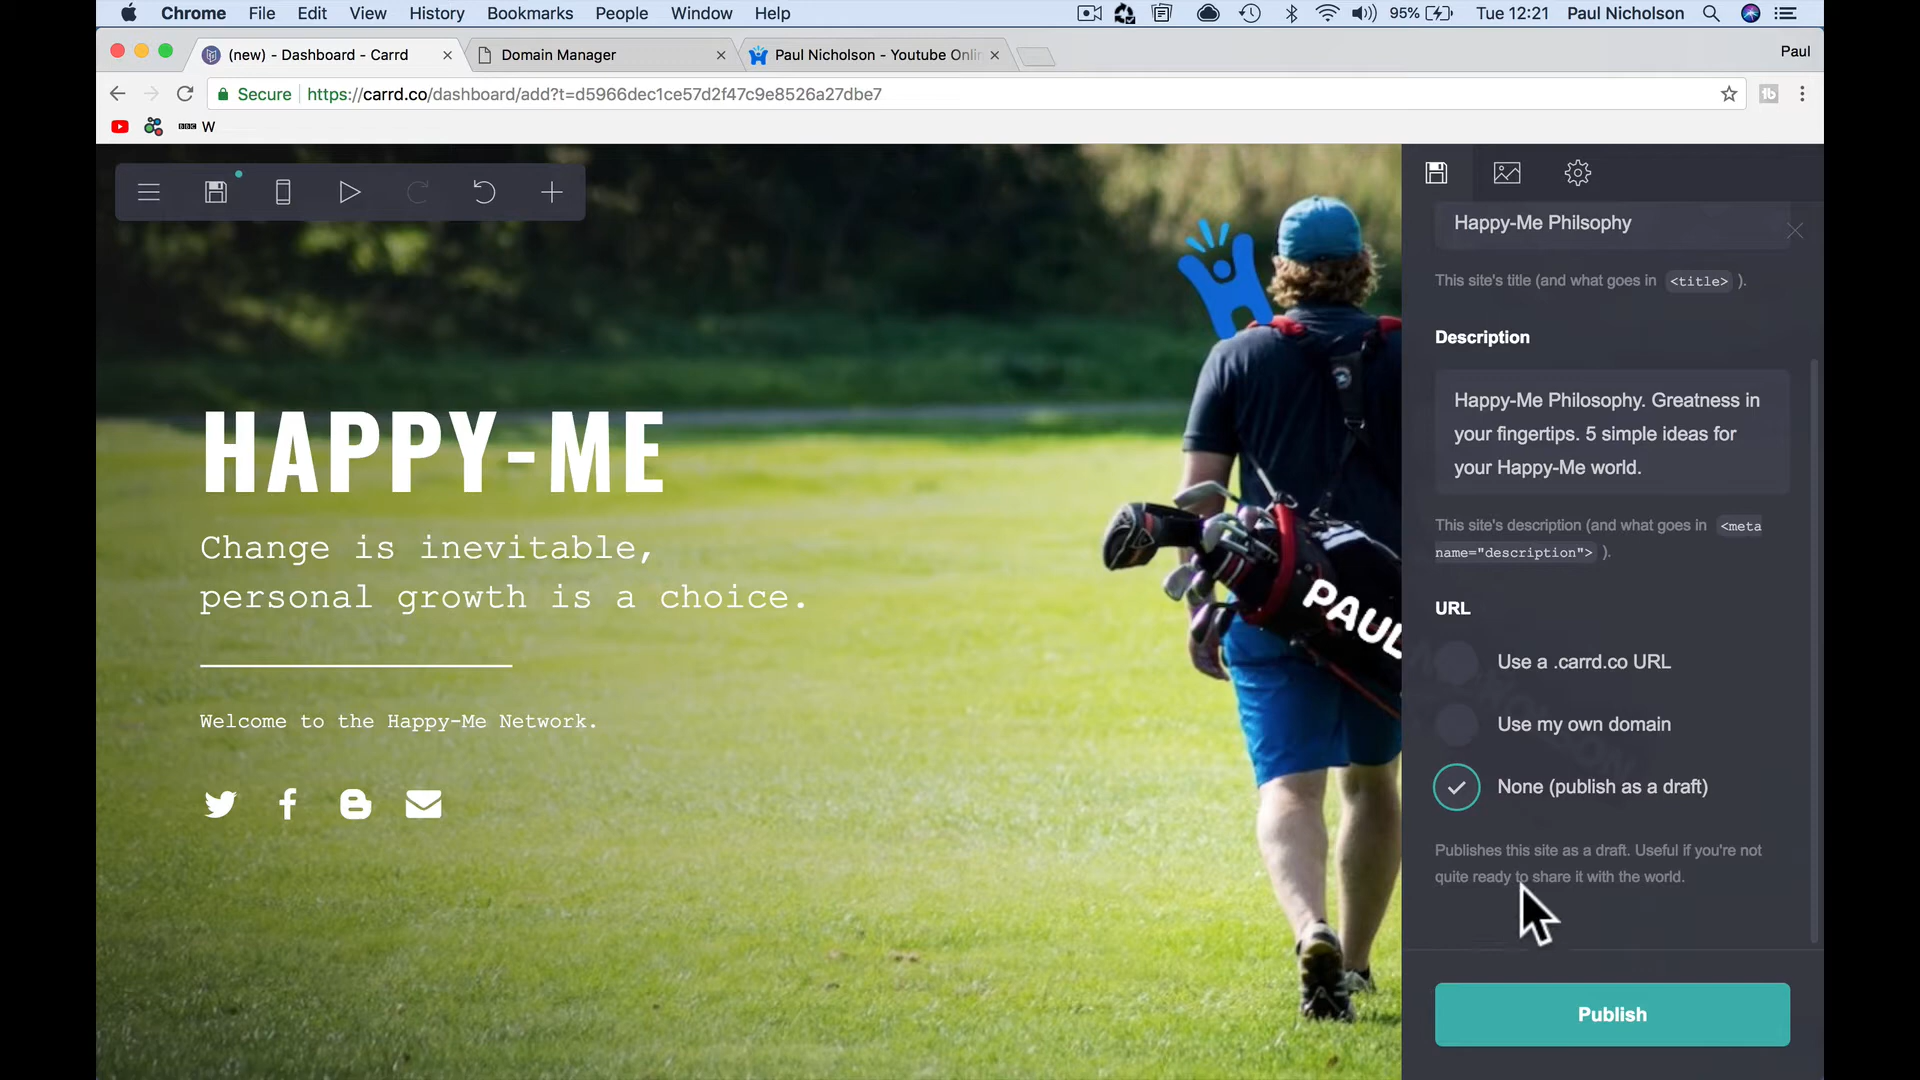 Chrome File Edit View History Bookmarks People Window Help 95% Tue 12:21 Paul Nicholson
(new) - Dashboard - Carrd Domain Manager Paul Nicholson - Youtube Onli Paul
Secure https://carrd.co/dashboard/add?t=d5966dec1ce57d2f47c9e8526a27dbe7
BBC W
Happy-Me Philsophy
This site's title (and what goes in <title> ).
Description
Happy-Me Philosophy. Greatness in
your fingertips. 5 simple ideas for
your Happy-Me world.
This site's description (and what goes in <meta
name="description"> ).
URL
Use a .carrd.co URL
Use my own domain
None (publish as a draft)
Publishes this site as a draft. Useful if you're not
quite ready to share it with the world.
Publish
HAPPY-ME
Change is inevitable,
personal growth is a choice.
Welcome to the Happy-Me Network.
PAUL